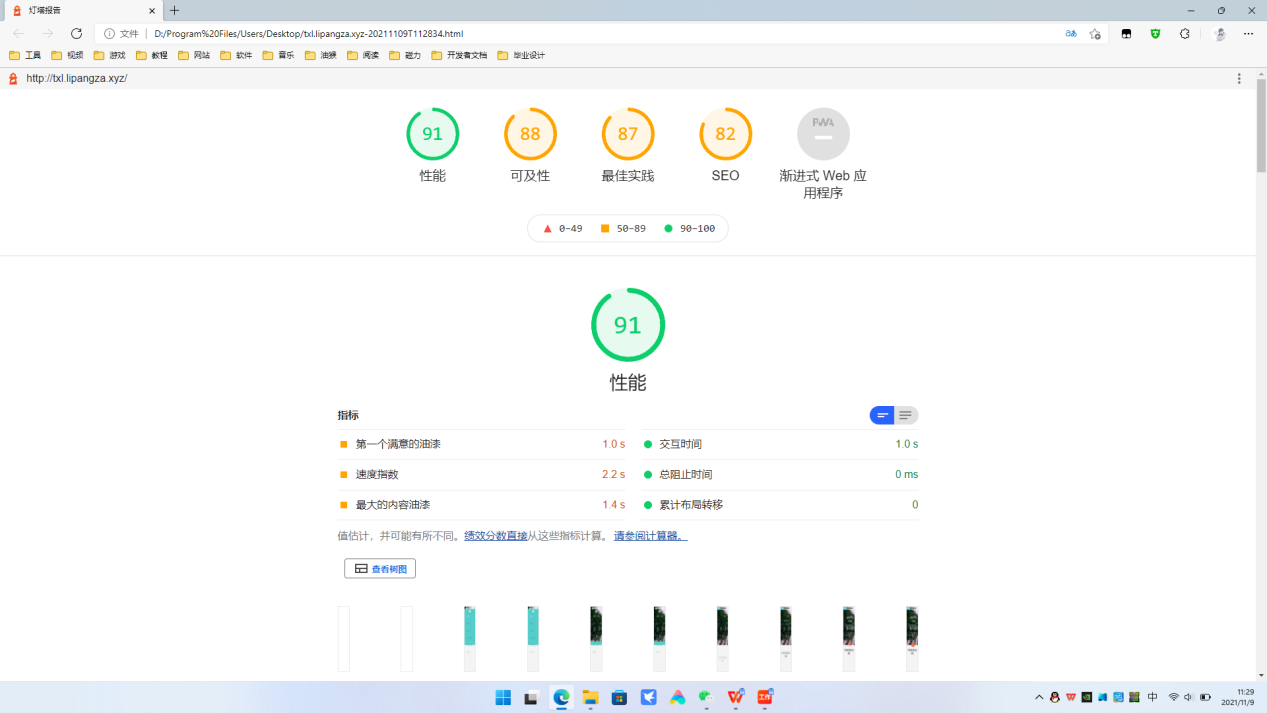 灯塔报告
文件
D:/Program%20Files/Users/Desktop/txl.lipangza.xyz-20211109T112834.html
工具 视频 游戏 教程 网站 软件 音乐 油猴 阅读 磁力 开发者文档 毕业设计
http://txl.lipangza.xyz/
91 88 87 82 PWA
性能 可及性 最佳实践 SEO 渐进式 Web 应
用程序
0-49 50-89 90-100
91
性能
指标
第一个满意的油漆 1.0 s 交互时间 1.0 s
速度指数 2.2 s 总阻止时间 0 ms
最大的内容油漆 1.4 s 累计布局转移 0
值估计，并可能有所不同。绩效分数直接从这些指标计算。请参阅计算器。
查看树图
中
11:29
2021/11/9